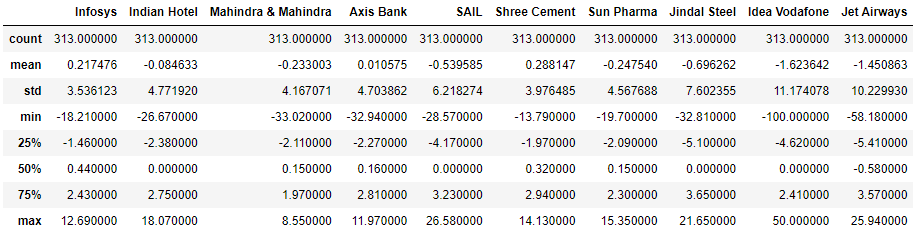 Infosys Indian Hotel Mahindra & Mahindra Axis Bank SAIL Shree Cement Sun Pharma Jindal Steel Idea Vodafone Jet Airways
count 313.000000 313.000000 313.000000 313.000000 313.000000 313.000000 313.000000 313.000000 313.000000 313.000000
mean 0.217476 -0.084633 -0.233003 0.010575 -0.539585 0.288147 -0.247540 -0.696262 -1.623642 -1.450863
std 3.536123 4.771920 4.167071 4.703862 6.218274 3.976485 4.567688 7.602355 11.174078 10.229930
min -18.210000 -26.670000 -33.020000 -32.940000 -28.570000 -13.790000 -19.700000 -32.810000 -100.000000 -58.180000
25% -1.460000 -2.380000 -2.110000 -2.270000 -4.170000 -1.970000 -2.090000 -5.100000 -4.620000 -5.410000
50% 0.440000 0.000000 0.150000 0.160000 0.000000 0.320000 0.150000 0.000000 0.000000 -0.580000
75% 2.430000 2.750000 1.970000 2.810000 3.230000 2.940000 2.300000 3.650000 2.410000 3.570000
max 12.690000 18.070000 8.550000 11.970000 26.580000 14.130000 15.350000 21.650000 50.000000 25.940000